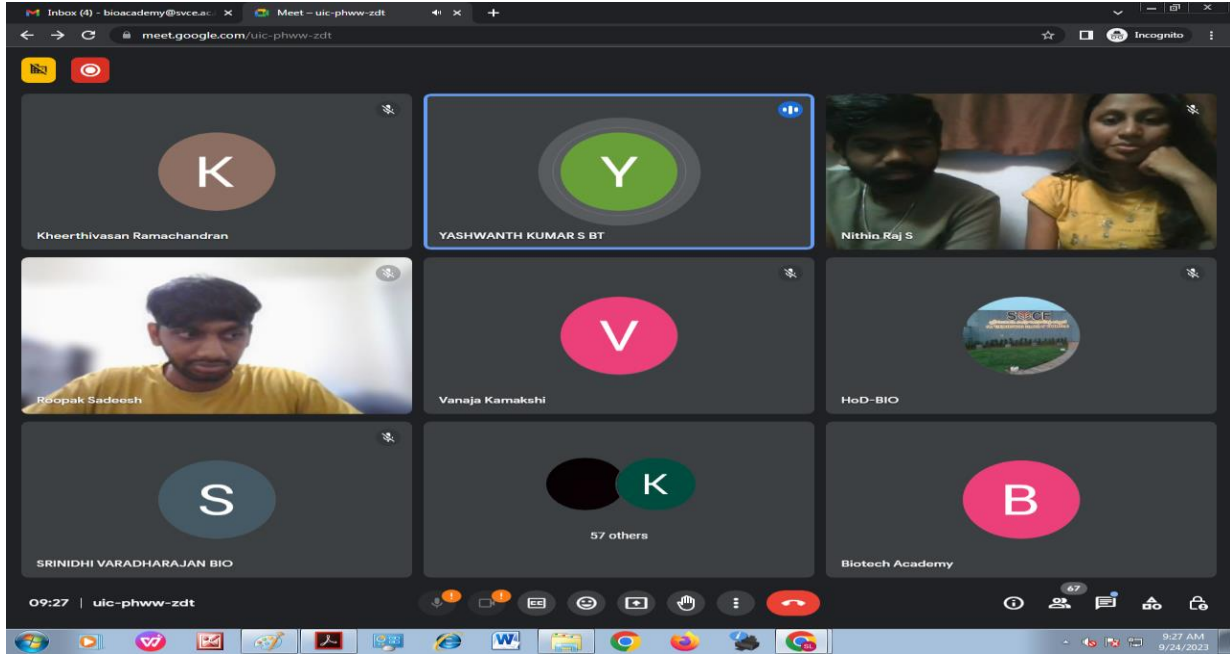 Inbox (4) - bioacademy@svce.ac.
Meet – uic-phww-zdt
meet.google.com/uic-phww-zdt
Incognito
K
Kheerthivasan Ramachandran
Y
YASHWANTH KUMAR S BT
Nithin Raj S
Roopak Sadeesh
V
Vanaja Kamakshi
HoD-BIO
S
SRINIDHI VARADHARAJAN BIO
K
57 others
B
Biotech Academy
09:27 | uic-phww-zdt
CC
67
W
SL
9:27 AM
9/24/2023